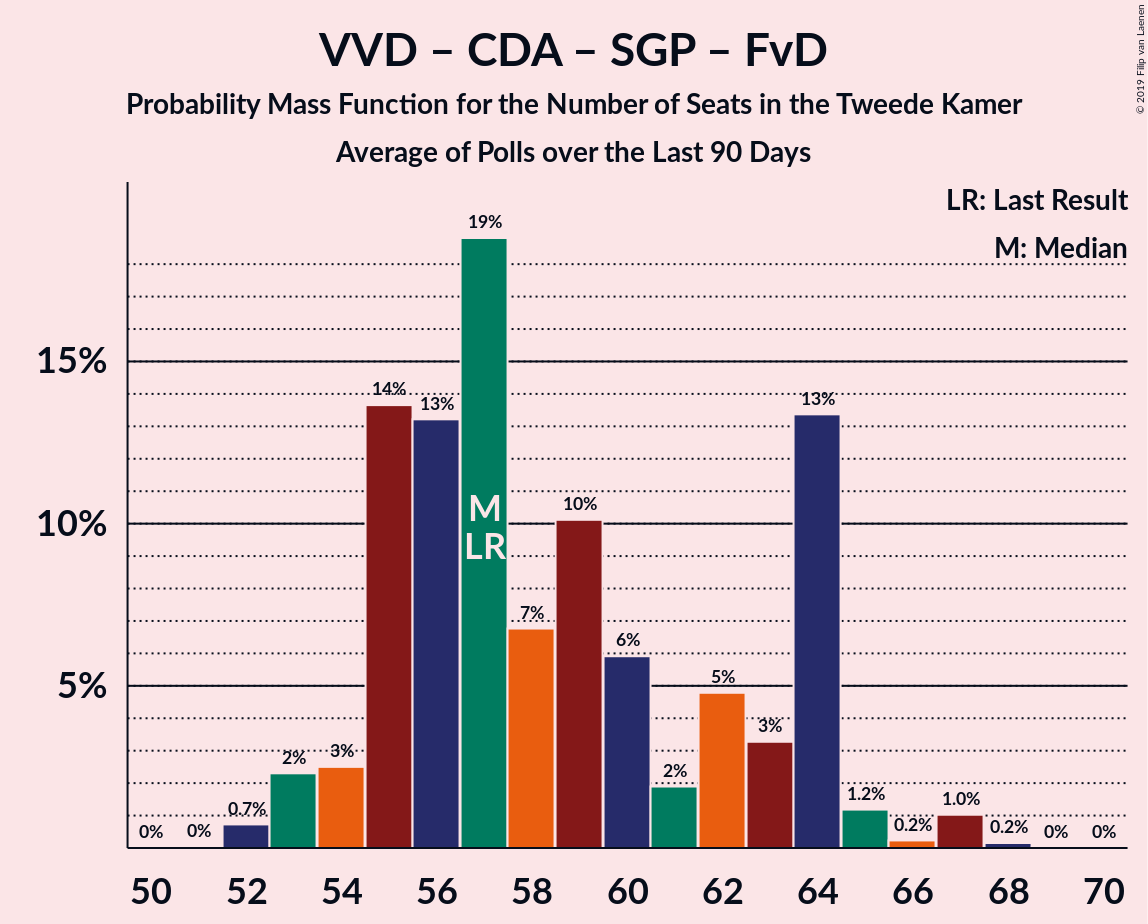 VVD – CDA – SGP – FvD
Probability Mass Function for the Number of Seats in the Tweede Kamer
Average of Polls over the Last 90 Days
© 2019 Filip van Laenen
LR: Last Result
M: Median
15%
10%
5%
0%
0%
0.7%
2%
3%
14%
13%
19%
7%
10%
6%
2%
5%
3%
13%
1.2%
0.2%
1.0%
0.2%
0%
0%
M
LR
50 52 54 56 58 60 62 64 66 68 70